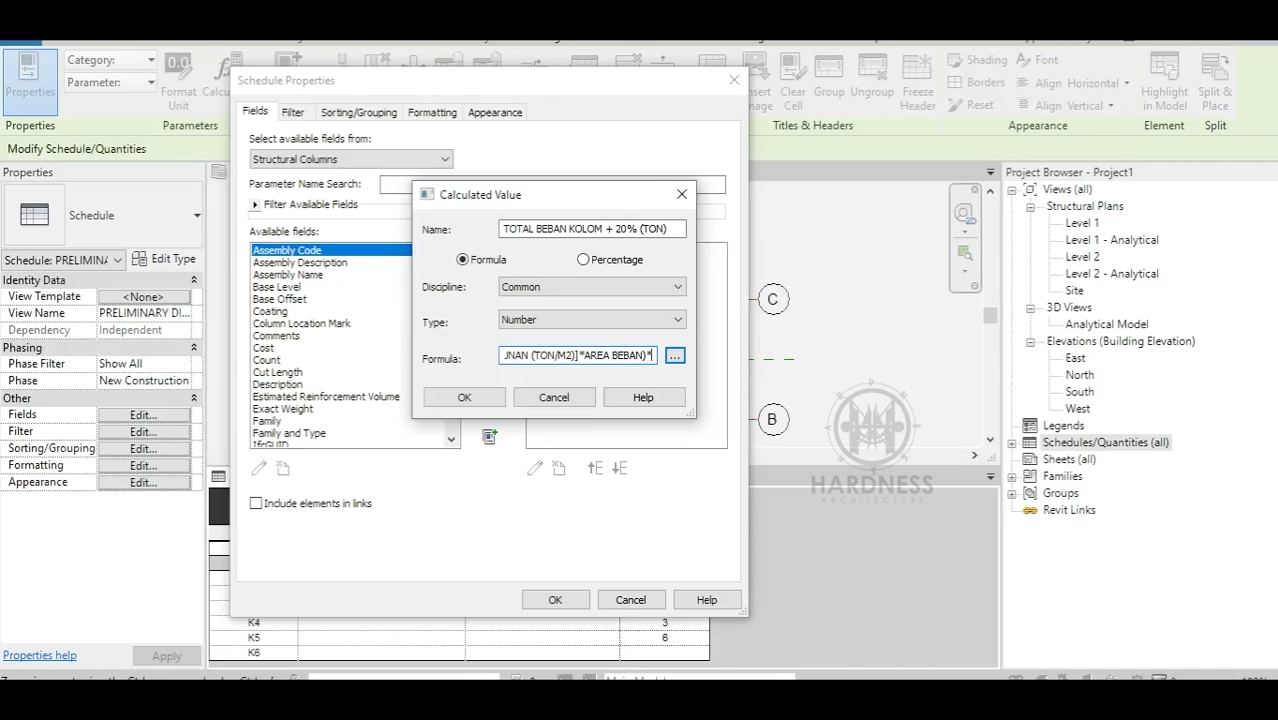 Category:
Parameter:
Properties
Format
Unit
Clear
Cell
Group
Ungroup
Freeze
Header
Shading
Borders
Reset
Font
Align Horizontal
Align Vertical
Highlight
in Model
Split &
Place
Properties
Parameters
Titles & Headers
Appearance
Element
Split
Modify Schedule/Quantities
Properties
Schedule
Schedule: PRELIMINA
Edit Type
Identity Data
View Template
<None>
View Name
PRELIMINARY DI...
Dependency
Independent
Phasing
Phase Filter
Show All
Phase
New Construction
Other
Fields
Edit...
Filter
Edit...
Sorting/Grouping
Edit...
Formatting
Edit...
Appearance
Edit...
Properties help
Apply
Schedule Properties
Fields
Filter
Sorting/Grouping
Formatting
Appearance
Select available fields from:
Structural Columns
Parameter Name Search:
Filter Available Fields
Available fields:
Assembly Code
Assembly Description
Assembly Name
Base Level
Base Offset
Coating
Column Location Mark
Comments
Cost
Count
Cut Length
Description
Estimated Reinforcement Volume
Exact Weight
Family
Family and Type
IfcGUID
Include elements in links
OK
Cancel
Help
Calculated Value
Name:
TOTAL BEBAN KOLOM + 20% (TON)
Formula
Percentage
Discipline:
Common
Type:
Number
Formula:
JNAN (TON/M2)]*AREA BEBAN)*
...
OK
Cancel
Help
K4
3
K5
6
K6
C
B
2D
HARDNESS
ARCHITECTURE
Project Browser - Project1
Views (all)
Structural Plans
Level 1
Level 1 - Analytical
Level 2
Level 2 - Analytical
Site
3D Views
Analytical Model
Elevations (Building Elevation)
East
North
South
West
Legends
Schedules/Quantities (all)
Sheets (all)
Families
Groups
Revit Links